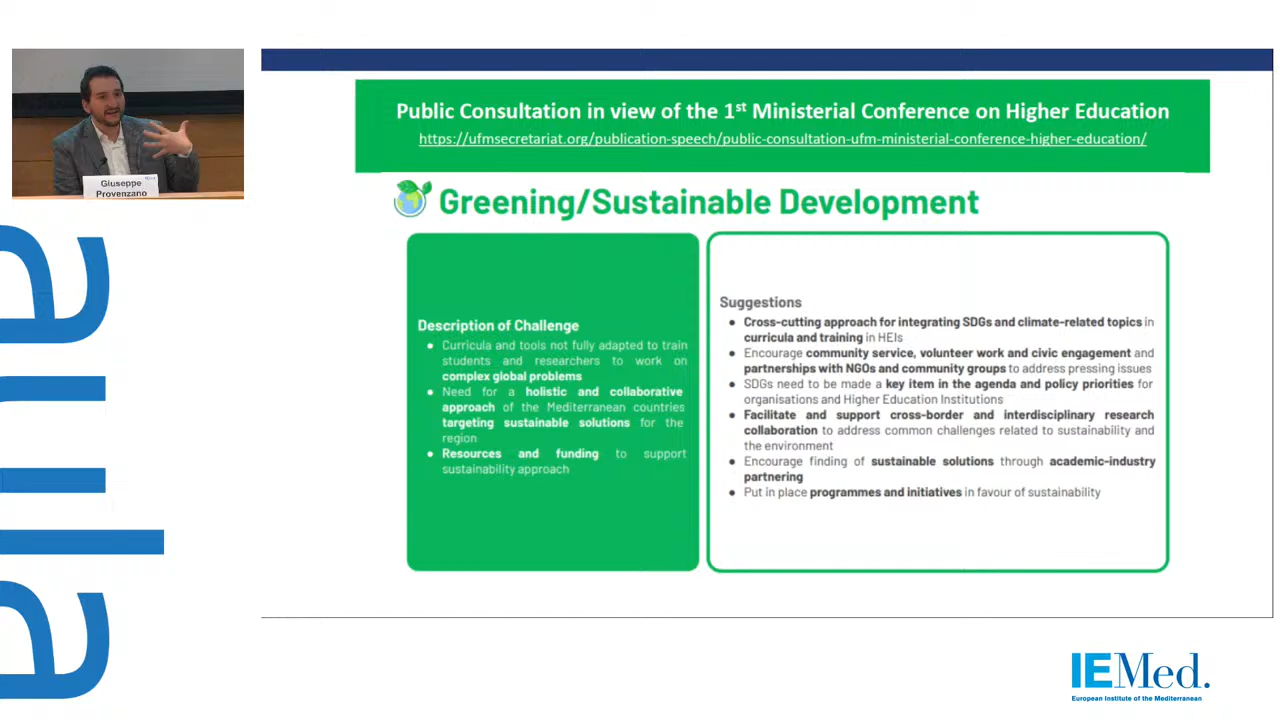 Giuseppe
Provenzano
aula
Public Consultation in view of the 1st Ministerial Conference on Higher Education
https://ufmsecretariat.org/publication-speech/public-consultation-ufm-ministerial-conference-higher-education/
Greening/Sustainable Development
Description of Challenge
● Curricula and tools not fully adapted to train
students and researchers to work on
complex global problems
● Need for a holistic and collaborative
approach of the Mediterranean countries
targeting sustainable solutions for the
region
● Resources and funding to support
sustainability approach
Suggestions
● Cross-cutting approach for integrating SDGs and climate-related topics in
curricula and training in HEIs
● Encourage community service, volunteer work and civic engagement and
partnerships with NGOs and community groups to address pressing issues
● SDGs need to be made a key item in the agenda and policy priorities for
organisations and Higher Education Institutions
● Facilitate and support cross-border and interdisciplinary research
collaboration to address common challenges related to sustainability and
the environment
● Encourage finding of sustainable solutions through academic-industry
partnering
● Put in place programmes and initiatives in favour of sustainability
IEMed.
European Institute of the Mediterranean